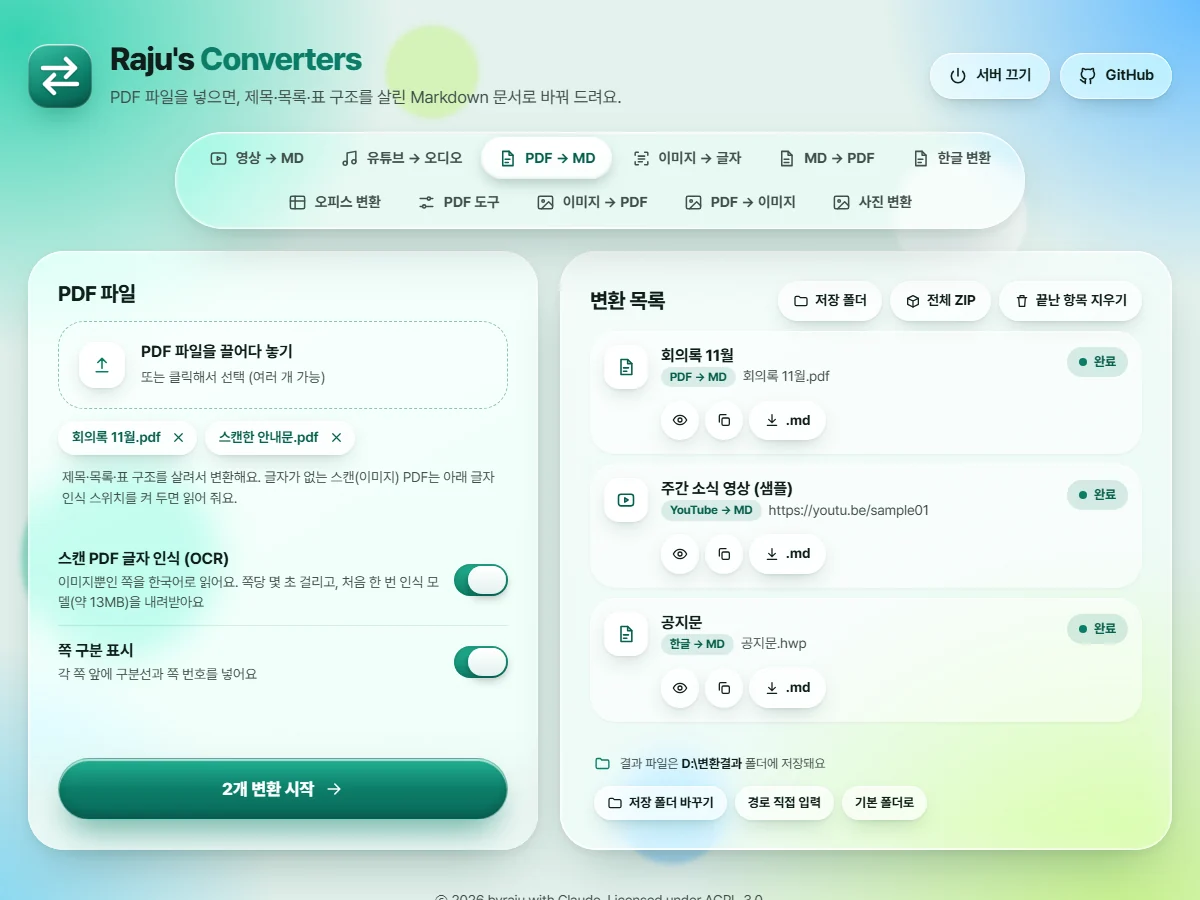 Raju's Converters
PDF 파일을 넣으면, 제목·목록·표 구조를 살린 Markdown 문서로 바꿔 드려요.
서버 끄기
GitHub
영상 → MD
유튜브 → 오디오
PDF → MD
이미지 → 글자
MD → PDF
한글 변환
오피스 변환
PDF 도구
이미지 → PDF
PDF → 이미지
사진 변환
PDF 파일
PDF 파일을 끌어다 놓기
또는 클릭해서 선택 (여러 개 가능)
회의록 11월.pdf ×
스캔한 안내문.pdf ×
제목·목록·표 구조를 살려서 변환해요. 글자가 없는 스캔(이미지) PDF는 아래 글자
인식 스위치를 켜 두면 읽어 줘요.
스캔 PDF 글자 인식 (OCR)
이미지뿐인 쪽을 한국어로 읽어요. 쪽당 몇 초 걸리고, 처음 한 번 인식 모
델(약 13MB)을 내려받아요
쪽 구분 표시
각 쪽 앞에 구분선과 쪽 번호를 넣어요
2개 변환 시작 →
변환 목록
저장 폴더
전체 ZIP
끝난 항목 지우기
회의록 11월
완료
PDF → MD 회의록 11월.pdf
.md
주간 소식 영상 (샘플)
완료
YouTube → MD https://youtu.be/sample01
.md
공지문
완료
한글 → MD 공지문.hwp
.md
결과 파일은 D:\변환결과 폴더에 저장돼요
저장 폴더 바꾸기
경로 직접 입력
기본 폴더로
© 2026 byraju with Claude. Licensed under AGPL-3.0